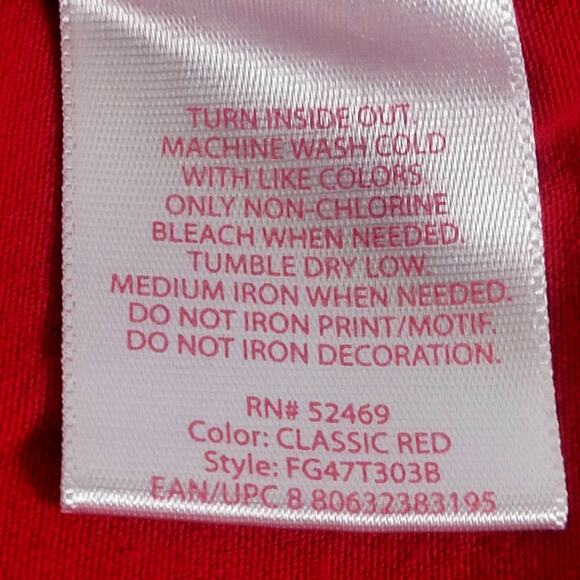 TURN INSIDE OUT.
MACHINE WASH COLD
WITH LIKE COLORS.
ONLY NON-CHLORINE
BLEACH WHEN NEEDED.
TUMBLE DRY LOW.
MEDIUM IRON WHEN NEEDED.
DO NOT IRON PRINT/MOTIF.
DO NOT IRON DECORATION.
RN# 52469
Color: CLASSIC RED
Style: FG47T303B
EAN/UPC 8 80632383195